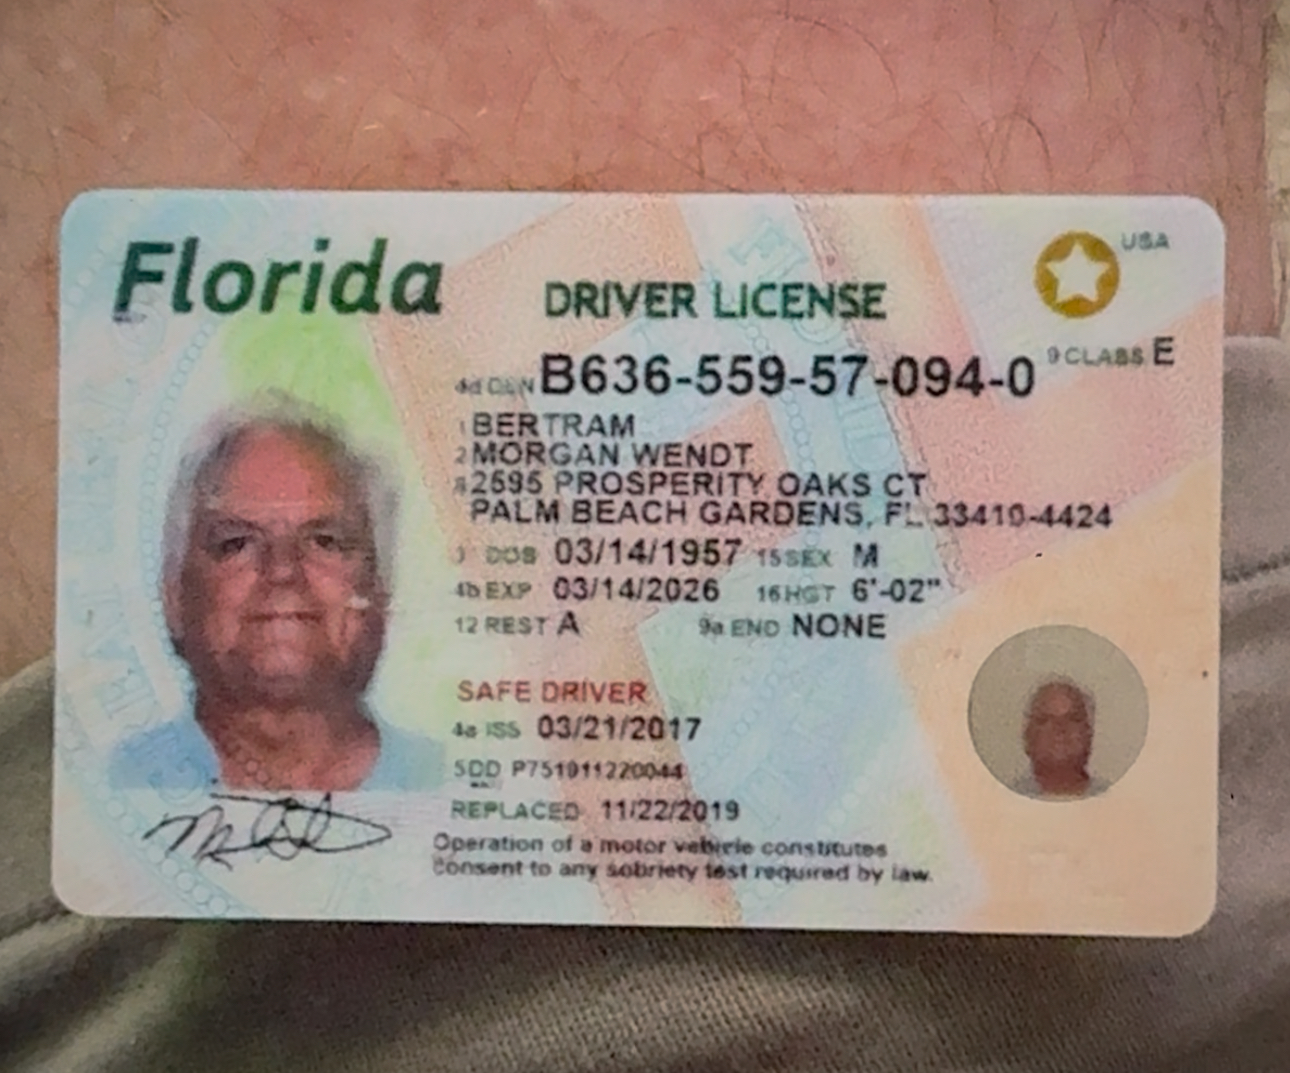 Florida
DRIVER LICENSE
USA
9 CLASS E
4d DLN B636-559-57-094-0
1 BERTRAM
2 MORGAN WENDT
8 2595 PROSPERITY OAKS CT
PALM BEACH GARDENS, FL 33410-4424
3 DOB 03/14/1957 15 SEX M
4b EXP 03/14/2026 16 HGT 6'-02"
12 REST A 9a END NONE
SAFE DRIVER
4a ISS 03/21/2017
5DD P751911220044
REPLACED 11/22/2019
Operation of a motor vehicle constitutes
consent to any sobriety test required by law.